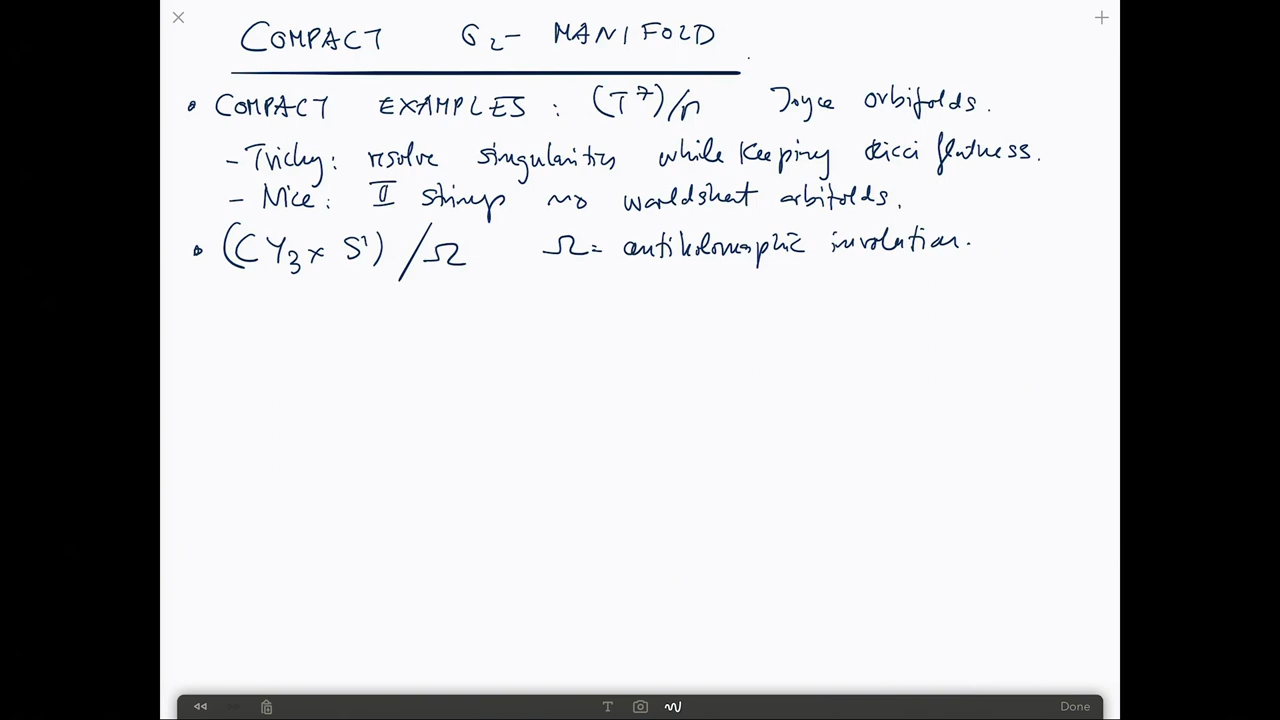 COMPACT G₂- MANIFOLD
• COMPACT EXAMPLES : (T⁷)/Γ Joyce orbifolds.
- Tricky: resolve singularities while keeping Ricci flatness.
- Nice: II strings no worldsheet orbifolds.
• (CY₃ x S¹) /Ω Ω= antiholomorphic involution.
T Done